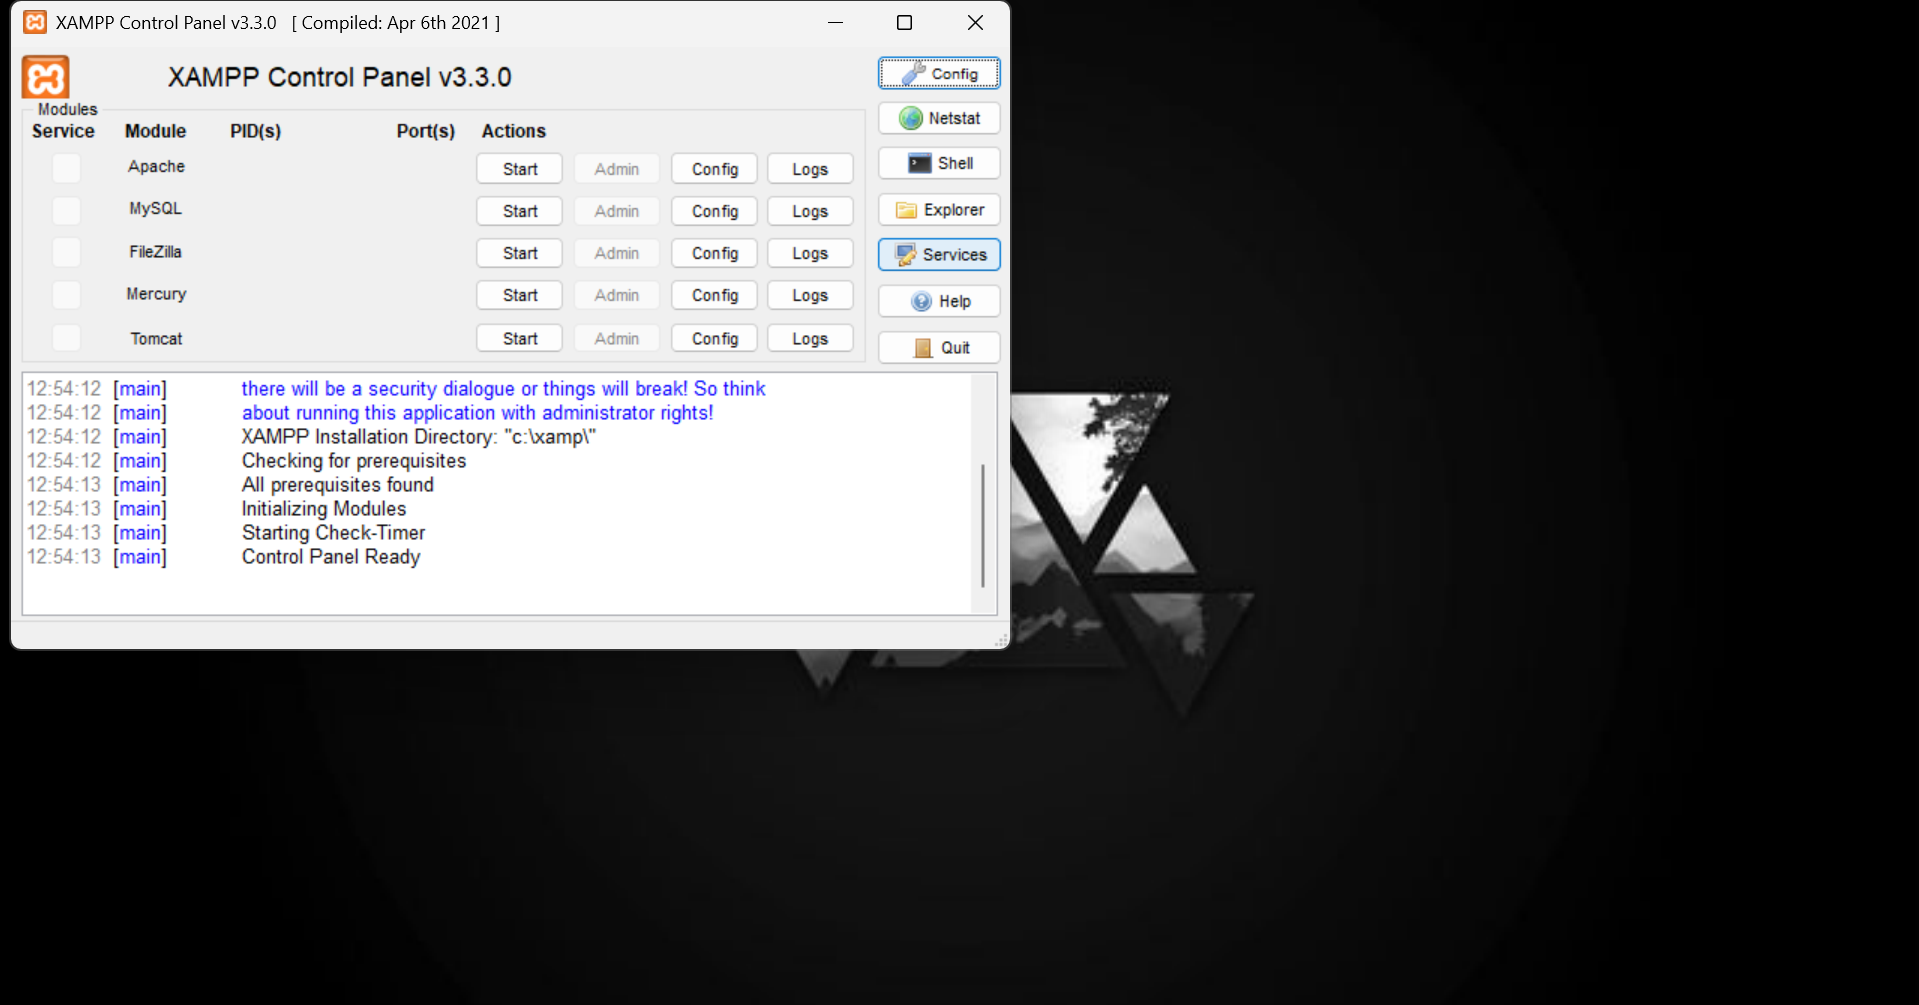 XAMPP Control Panel v3.3.0 [ Compiled: Apr 6th 2021 ]
XAMPP Control Panel v3.3.0
Config
Modules
Service Module PID(s) Port(s) Actions
Netstat
Apache Start Admin Config Logs
Shell
MySQL Start Admin Config Logs
Explorer
FileZilla Start Admin Config Logs
Services
Mercury Start Admin Config Logs
Help
Tomcat Start Admin Config Logs
Quit
12:54:12 [main] there will be a security dialogue or things will break! So think
12:54:12 [main] about running this application with administrator rights!
12:54:12 [main] XAMPP Installation Directory: "c:\xamp\"
12:54:12 [main] Checking for prerequisites
12:54:13 [main] All prerequisites found
12:54:13 [main] Initializing Modules
12:54:13 [main] Starting Check-Timer
12:54:13 [main] Control Panel Ready